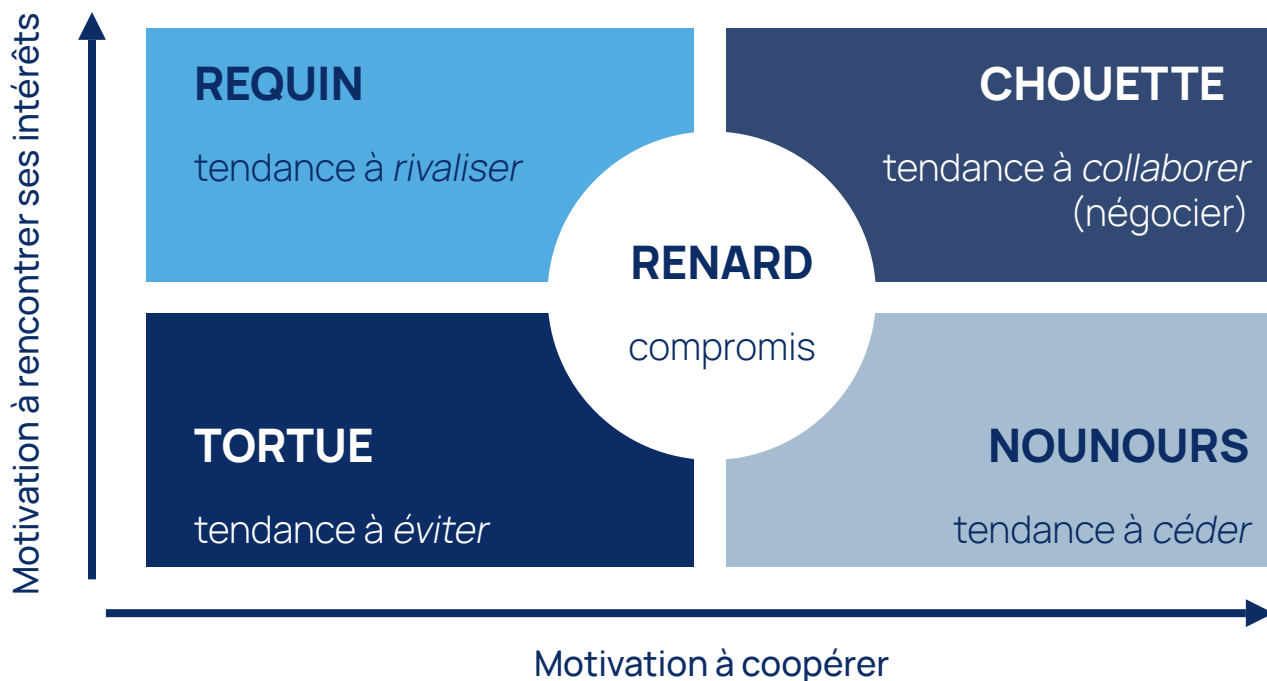 Motivation à rencontrer ses intérêts
REQUIN
tendance à rivaliser
CHOUETTE
tendance à collaborer
(négocier)
RENARD
compromis
TORTUE
tendance à éviter
NOUNOURS
tendance à céder
Motivation à coopérer